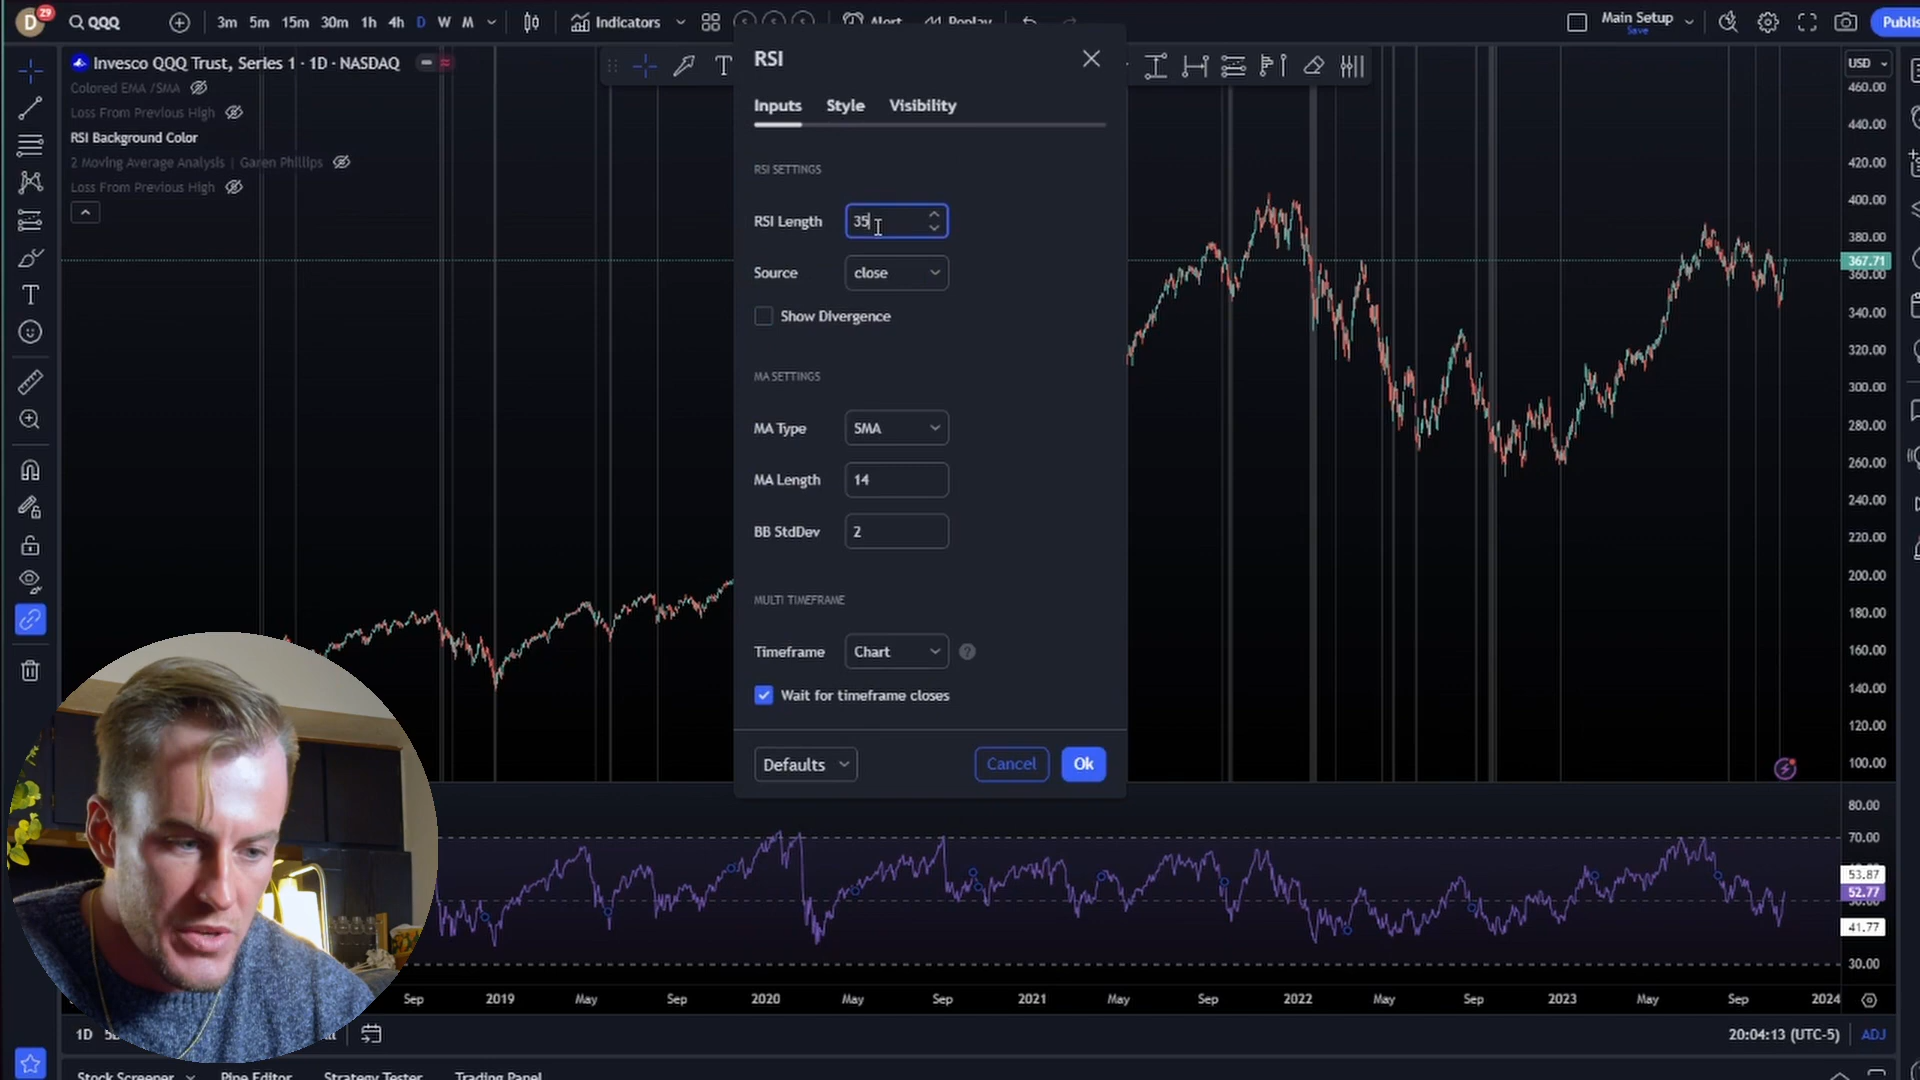 D 29 QQQ 3m 5m 15m 30m 1h 4h D W M Indicators Alert Replay Main Setup Save Publis
Invesco QQQ Trust, Series 1 · 1D · NASDAQ
Colored EMA /SMA
Loss From Previous High
RSI Background Color
2 Moving Average Analysis | Garen Phillips
Loss From Previous High
RSI
Inputs Style Visibility
RSI SETTINGS
RSI Length 35
Source close
Show Divergence
MA SETTINGS
MA Type SMA
MA Length 14
BB StdDev 2
MULTI TIMEFRAME
Timeframe Chart ?
Wait for timeframe closes
Defaults Cancel Ok
USD
460.00
440.00
420.00
400.00
380.00
367.71
360.00
340.00
320.00
300.00
280.00
260.00
240.00
220.00
200.00
180.00
160.00
140.00
120.00
100.00
80.00
70.00
53.87
52.77
41.77
30.00
Sep 2019 May Sep 2020 May Sep 2021 May Sep 2022 May Sep 2023 May Sep 2024
1D 20:04:13 (UTC-5) ADJ
Stock Screener Pine Editor Strategy Tester Trading Panel